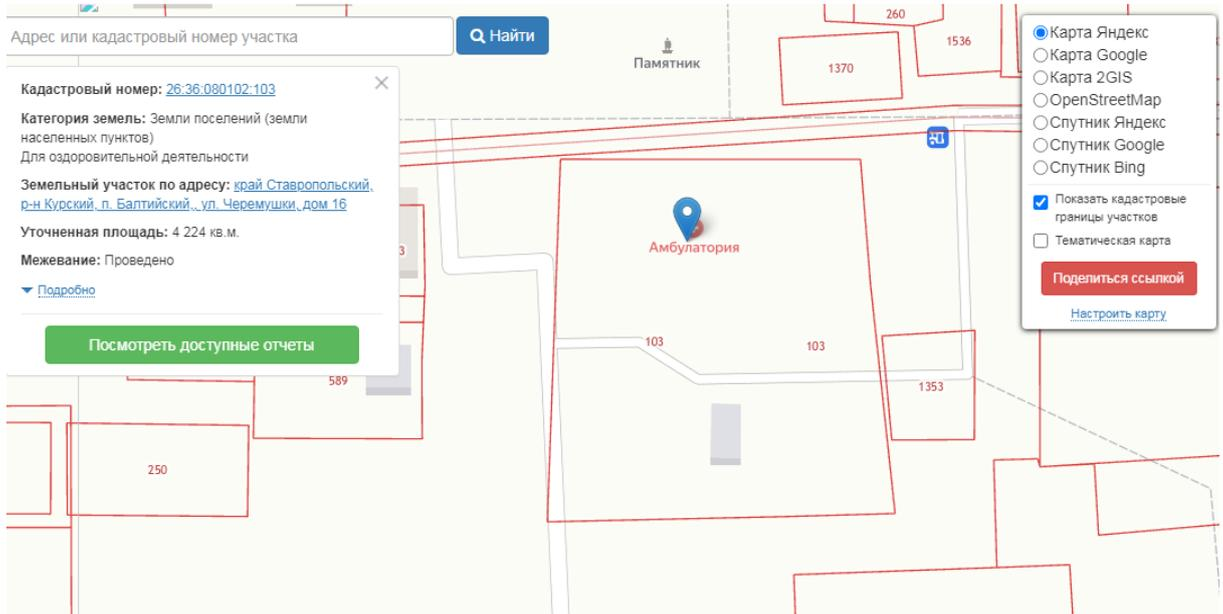 260
1536
1370
Памятник
Адрес или кадастровый номер участка
Найти
Кадастровый номер: 26:36:080102:103
Категория земель: Земли поселений (земли
населенных пунктов)
Для оздоровительной деятельности
Земельный участок по адресу: край Ставропольский,
р-н Курский, п. Балтийский,, ул. Черемушки, дом 16
Уточненная площадь: 4 224 кв.м.
Межевание: Проведено
Подробно
Посмотреть доступные отчеты
Карта Яндекс
Карта Google
Карта 2GIS
OpenStreetMap
Спутник Яндекс
Спутник Google
Спутник Bing
Показать кадастровые
границы участков
Тематическая карта
Поделиться ссылкой
Настроить карту
Амбулатория
3
103
103
589
1353
250